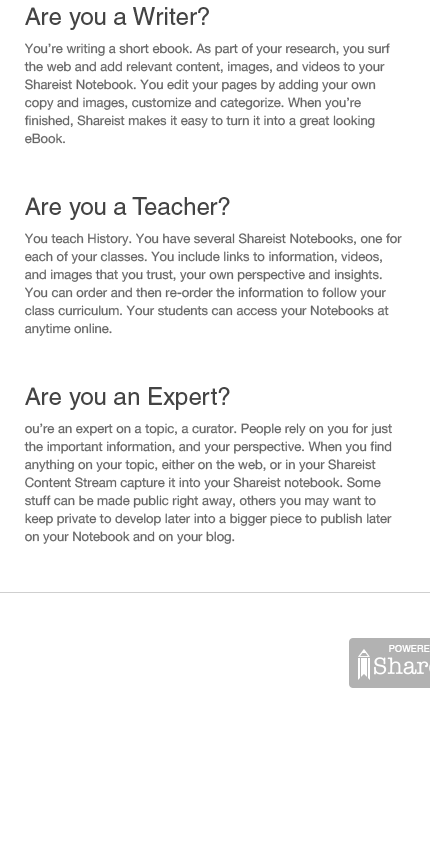 Are you a Writer?
You're writing a short ebook. As part of your research, you surf
the web and add relevant content, images, and videos to your
Shareist Notebook. You edit your pages by adding your own
copy and images, customize and categorize. When you're
finished, Shareist makes it easy to turn it into a great looking
eBook.
Are you a Teacher?
You teach History. You have several Shareist Notebooks, one for
each of your classes. You include links to information, videos,
and images that you trust, your own perspective and insights.
You can order and then re-order the information to follow your
class curriculum. Your students can access your Notebooks at
anytime online.
Are you an Expert?
ou're an expert on a topic, a curator. People rely on you for just
the important information, and your perspective. When you find
anything on your topic, either on the web, or in your Shareist
Content Stream capture it into your Shareist notebook. Some
stuff can be made public right away, others you may want to
keep private to develop later into a bigger piece to publish later
on your Notebook and on your blog.
POWERE
Shar